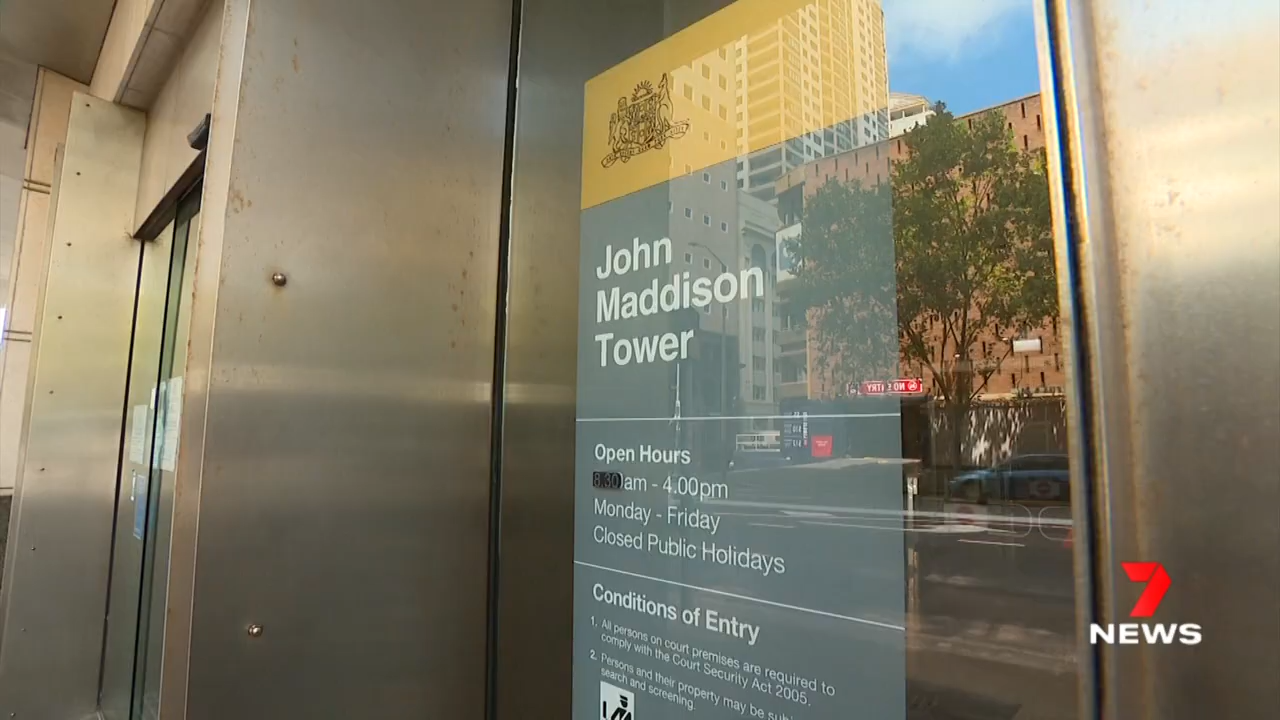 John
Maddison
Tower
NO ENTRY
Open Hours
8.30am - 4.00pm
Monday - Friday
Closed Public Holidays
Conditions of Entry
1. All persons on court premises are required to
comply with the Court Security Act 2005.
2. Persons and their property may be
search and screening.
7
NEWS